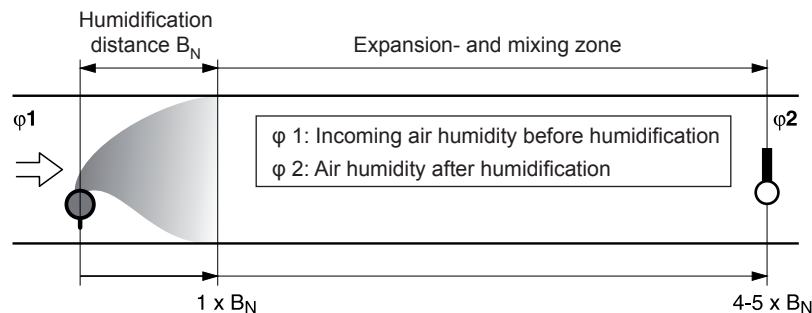 Humidification
distance B_N
Expansion- and mixing zone
φ1
φ2
φ 1: Incoming air humidity before humidification
φ 2: Air humidity after humidification
1 x B_N
4-5 x B_N